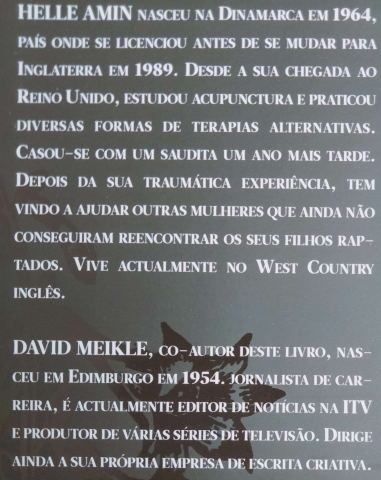 HELLE AMIN NASCEU NA DINAMARCA EM 1964,
PAÍS ONDE SE LICENCIOU ANTES DE SE MUDAR PARA
INGLATERRA EM 1989. DESDE A SUA CHEGADA AO
REINO UNIDO, ESTUDOU ACUPUNCTURA E PRATICOU
DIVERSAS FORMAS DE TERAPIAS ALTERNATIVAS.
CASOU-SE COM UM SAUDITA UM ANO MAIS TARDE.
DEPOIS DA SUA TRAUMÁTICA EXPERIÊNCIA, TEM
VINDO A AJUDAR OUTRAS MULHERES QUE AINDA NÃO
CONSEGUIRAM REENCONTRAR OS SEUS FILHOS RAP-
TADOS. VIVE ACTUALMENTE NO WEST COUNTRY
INGLÊS.
DAVID MEIKLE, CO-AUTOR DESTE LIVRO, NAS-
CEU EM EDIMBURGO EM 1954. JORNALISTA DE CAR-
REIRA, É ACTUALMENTE EDITOR DE NOTÍCIAS NA ITV
E PRODUTOR DE VÁRIAS SÉRIES DE TELEVISÃO. DIRIGE
AINDA A SUA PRÓPRIA EMPRESA DE ESCRITA CRIATIVA.